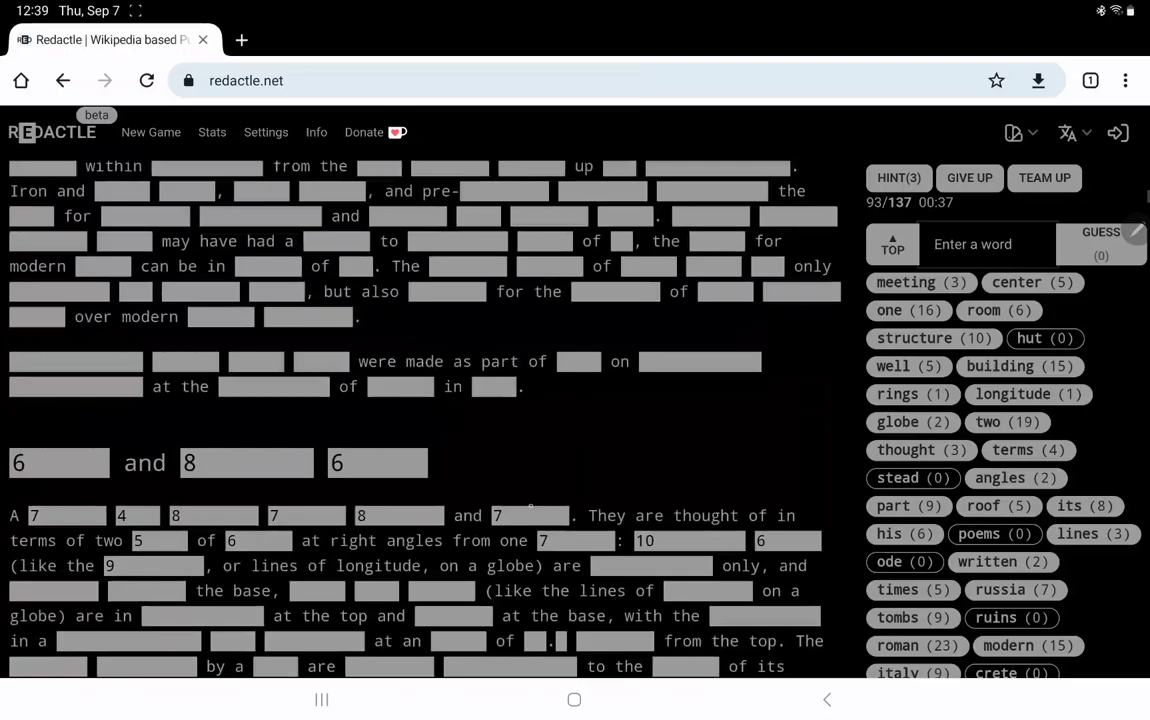 12:39 Thu, Sep 7
Redactle | Wikipedia based Pu
redactle.net
1
REDACTLE beta New Game Stats Settings Info Donate
within from the up .
Iron and , , and pre-  the
for and .
may have had a to of , the for
modern can be in of . The of only
, but also for the of
over modern .
were made as part of on
at the of in .
6 and 8 6
A 7 4 8 7 8 and 7 . They are thought of in
terms of two 5 of 6 at right angles from one 7 : 10 6
(like the 9 , or lines of longitude, on a globe) are only, and
the base, (like the lines of on a
globe) are in at the top and at the base, with the
in a at an of . from the top. The
by a are to the of its
HINT(3) GIVE UP TEAM UP
93/137 00:37
TOP Enter a word GUESS (0)
meeting (3) center (5)
one (16) room (6)
structure (10) hut (0)
well (5) building (15)
rings (1) longitude (1)
globe (2) two (19)
thought (3) terms (4)
stead (0) angles (2)
part (9) roof (5) its (8)
his (6) poems (0) lines (3)
ode (0) written (2)
times (5) russia (7)
tombs (9) ruins (0)
roman (23) modern (15)
italy (9) crete (0)